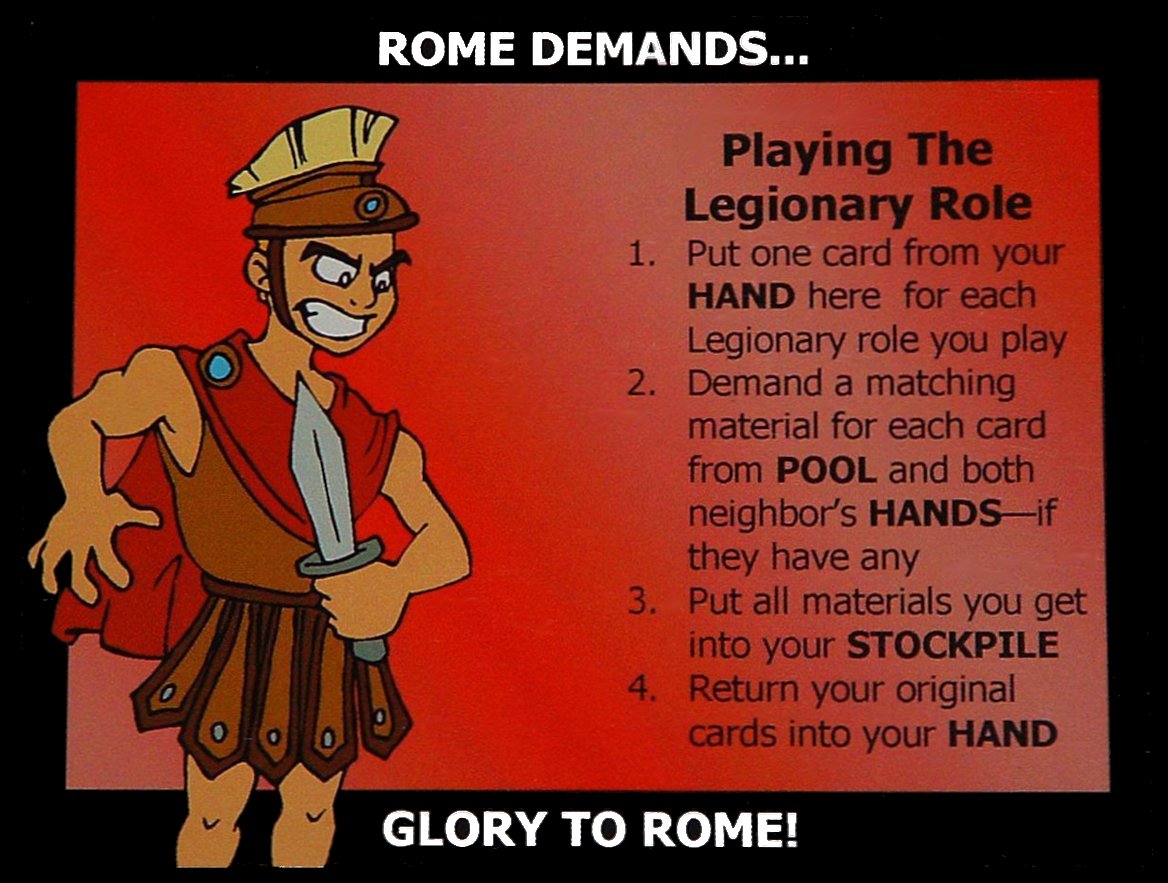 ROME DEMANDS...
Playing The
Legionary Role
1. Put one card from your
HAND here for each
Legionary role you play
2. Demand a matching
material for each card
from POOL and both
neighbor's HANDS—if
they have any
3. Put all materials you get
into your STOCKPILE
4. Return your original
cards into your HAND
GLORY TO ROME!